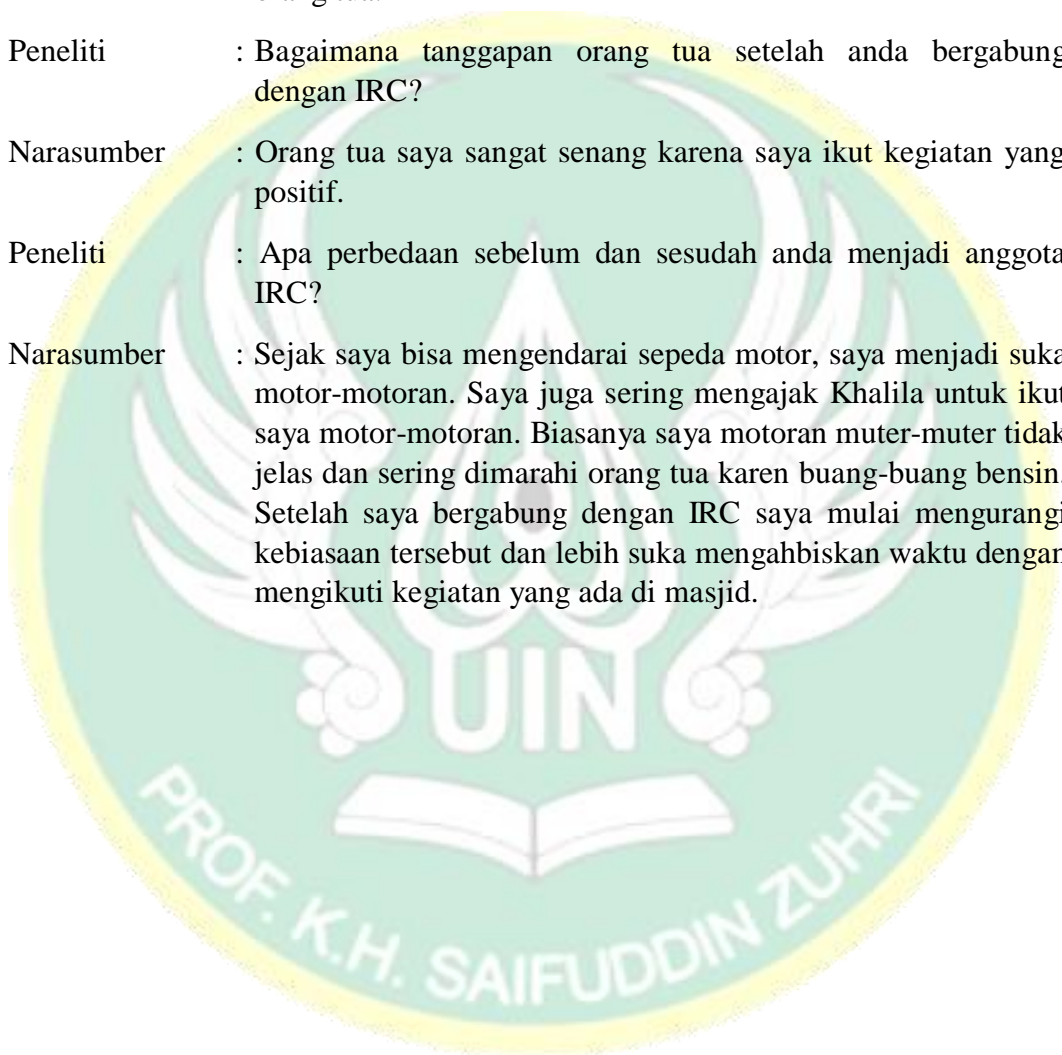 Peneliti : Bagaimana tanggapan orang tua setelah anda bergabung
dengan IRC?
Narasumber : Orang tua saya sangat senang karena saya ikut kegiatan yang
positif.
Peneliti : Apa perbedaan sebelum dan sesudah anda menjadi anggota
IRC?
Narasumber : Sejak saya bisa mengendarai sepeda motor, saya menjadi suka
motor-motoran. Saya juga sering mengajak Khalila untuk ikut
saya motor-motoran. Biasanya saya motoran muter-muter tidak
jelas dan sering dimarahi orang tua karen buang-buang bensin.
Setelah saya bergabung dengan IRC saya mulai mengurangi
kebiasaan tersebut dan lebih suka mengahbiskan waktu dengan
mengikuti kegiatan yang ada di masjid.
UIN
PROF. K.H. SAIFUDDIN ZUHRI